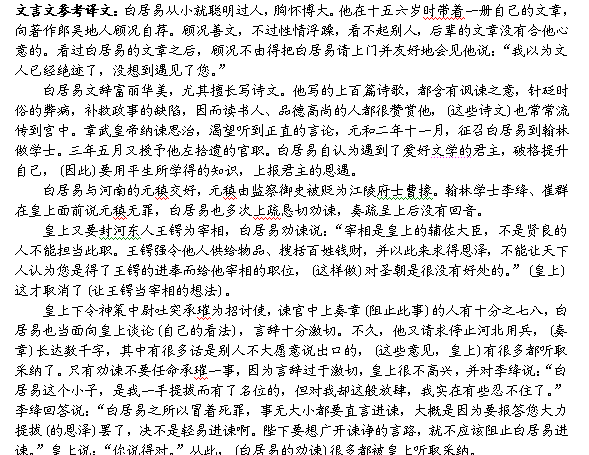 文言文参考译文：白居易从小就聪明过人，胸怀博大。他在十五六岁时带着一册自己的文章，
向著作郎吴地人顾况自荐。顾况善文，不过性情浮躁，看不起别人，后辈的文章没有合他心
意的。看过白居易的文章之后，顾况不由得把白居易请上门并友好地会见他说：“我以为文
人已经绝迹了，没想到遇见了您。”
白居易文辞富丽华美，尤其擅长写诗文。他写的上百篇诗歌，都含有讽谏之意，针砭时
俗的弊病，补救政事的缺陷，因而读书人、品德高尚的人都很赞赏他，（这些诗文）也常常流
传到宫中。章武皇帝纳谏思治，渴望听到正直的言论，元和二年十一月，征召白居易到翰林
做学士。三年五月又授予他左拾遗的官职。白居易自认为遇到了爱好文学的君主，破格提升
自己，（因此）要用平生所学得的知识，上报君主的恩遇。
白居易与河南的元稹交好，元稹由监察御史被贬为江陵府士曹掾。翰林学士李绛、崔群
在皇上面前说元稹无罪，白居易也多次上疏恳切劝谏，奏疏呈上后没有回音。
皇上又要封河东人王锷为宰相，白居易劝谏说：“宰相是皇上的辅佐大臣，不是贤良的
人不能担当此职。王锷强令他人供给物品、搜括百姓钱财，并以此来求得恩泽，不能让天下
人认为您是得了王锷的进奉而给他宰相的职位，（这样做）对圣朝是很没有好处的。”（皇上）
这才取消了（让王锷当宰相的想法）。
皇上下令神策中尉吐突承璀为招讨使，谏官中上奏章（阻止此事）的人有十分之七八，白
居易也当面向皇上谈论（自己的看法），言辞十分激切。不久，他又请求停止河北用兵，（奏
章）长达数千字，其中有很多话是别人不大愿意说出口的，（这些意见，皇上）有很多都听取
采纳了。只有劝谏不要任命承璀一事，因为言辞过于激切，皇上很不高兴，并对李绛说：“白
居易这个小子，是我一手提拔而有了名位的，但对我却这般放肆，我实在有些忍不住了。”
李绛回答说：“白居易之所以冒着死罪，事无大小都要直言进谏，大概是因为要报答您大力
提拔（的恩泽）罢了，决不是轻易进谏啊。陛下要想广开谏诤的言路，就不应该阻止白居易进
谏。”皇上说：“你说得对。”从此，（白居易的劝谏）很多都被皇上听取采纳。